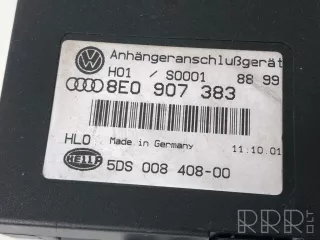 Anhängeranschlußgerät
H01 / S0001 88 99
8E0 907 383
HLO Made in Germany 11.10.01
HELLA
5DS 008 408-00
RRR